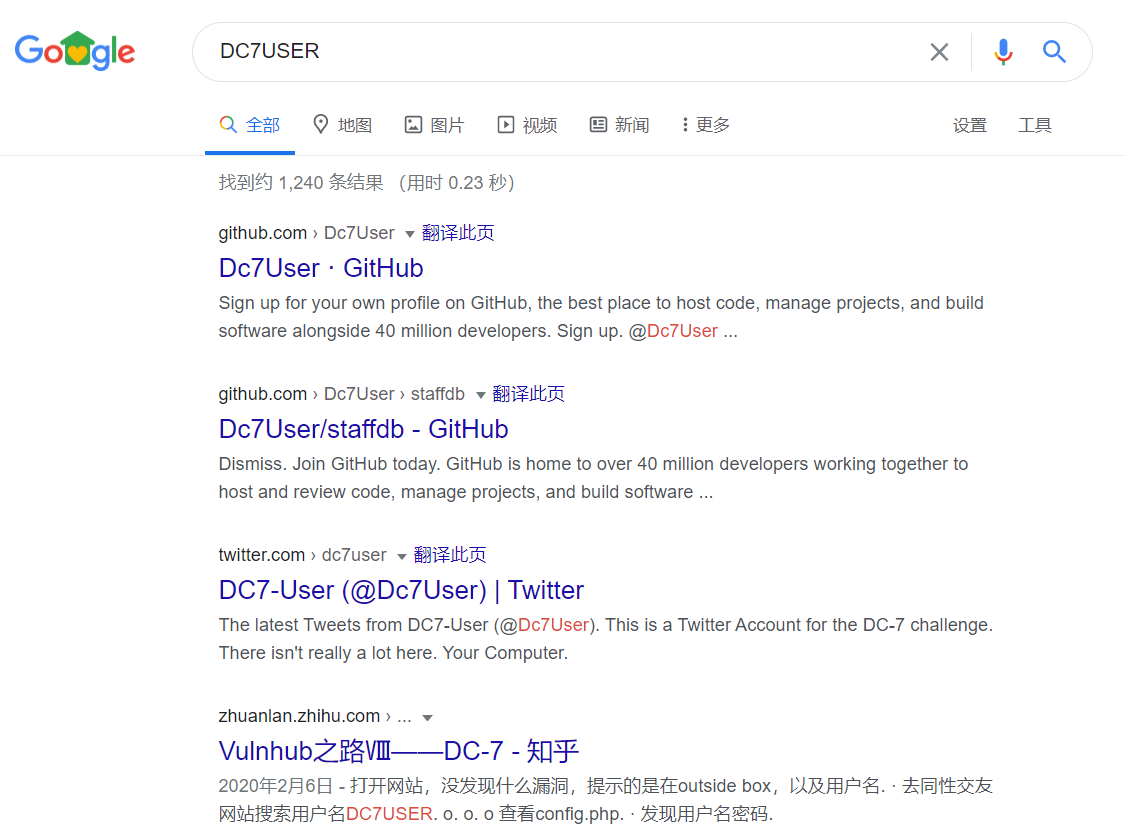 Google
DC7USER
全部 地图 图片 视频 新闻 更多 设置 工具
找到约 1,240 条结果 （用时 0.23 秒）
github.com › Dc7User 翻译此页
Dc7User · GitHub
Sign up for your own profile on GitHub, the best place to host code, manage projects, and build
software alongside 40 million developers. Sign up. @Dc7User ...
github.com › Dc7User › staffdb 翻译此页
Dc7User/staffdb - GitHub
Dismiss. Join GitHub today. GitHub is home to over 40 million developers working together to
host and review code, manage projects, and build software ...
twitter.com › dc7user 翻译此页
DC7-User (@Dc7User) | Twitter
The latest Tweets from DC7-User (@Dc7User). This is a Twitter Account for the DC-7 challenge.
There isn't really a lot here. Your Computer.
zhuanlan.zhihu.com › ...
Vulnhub之路Ⅷ——DC-7 - 知乎
2020年2月6日 - 打开网站，没发现什么漏洞，提示的是在outside box，以及用户名. · 去同性交友
网站搜索用户名DC7USER. o. o. o 查看config.php. · 发现用户名密码.